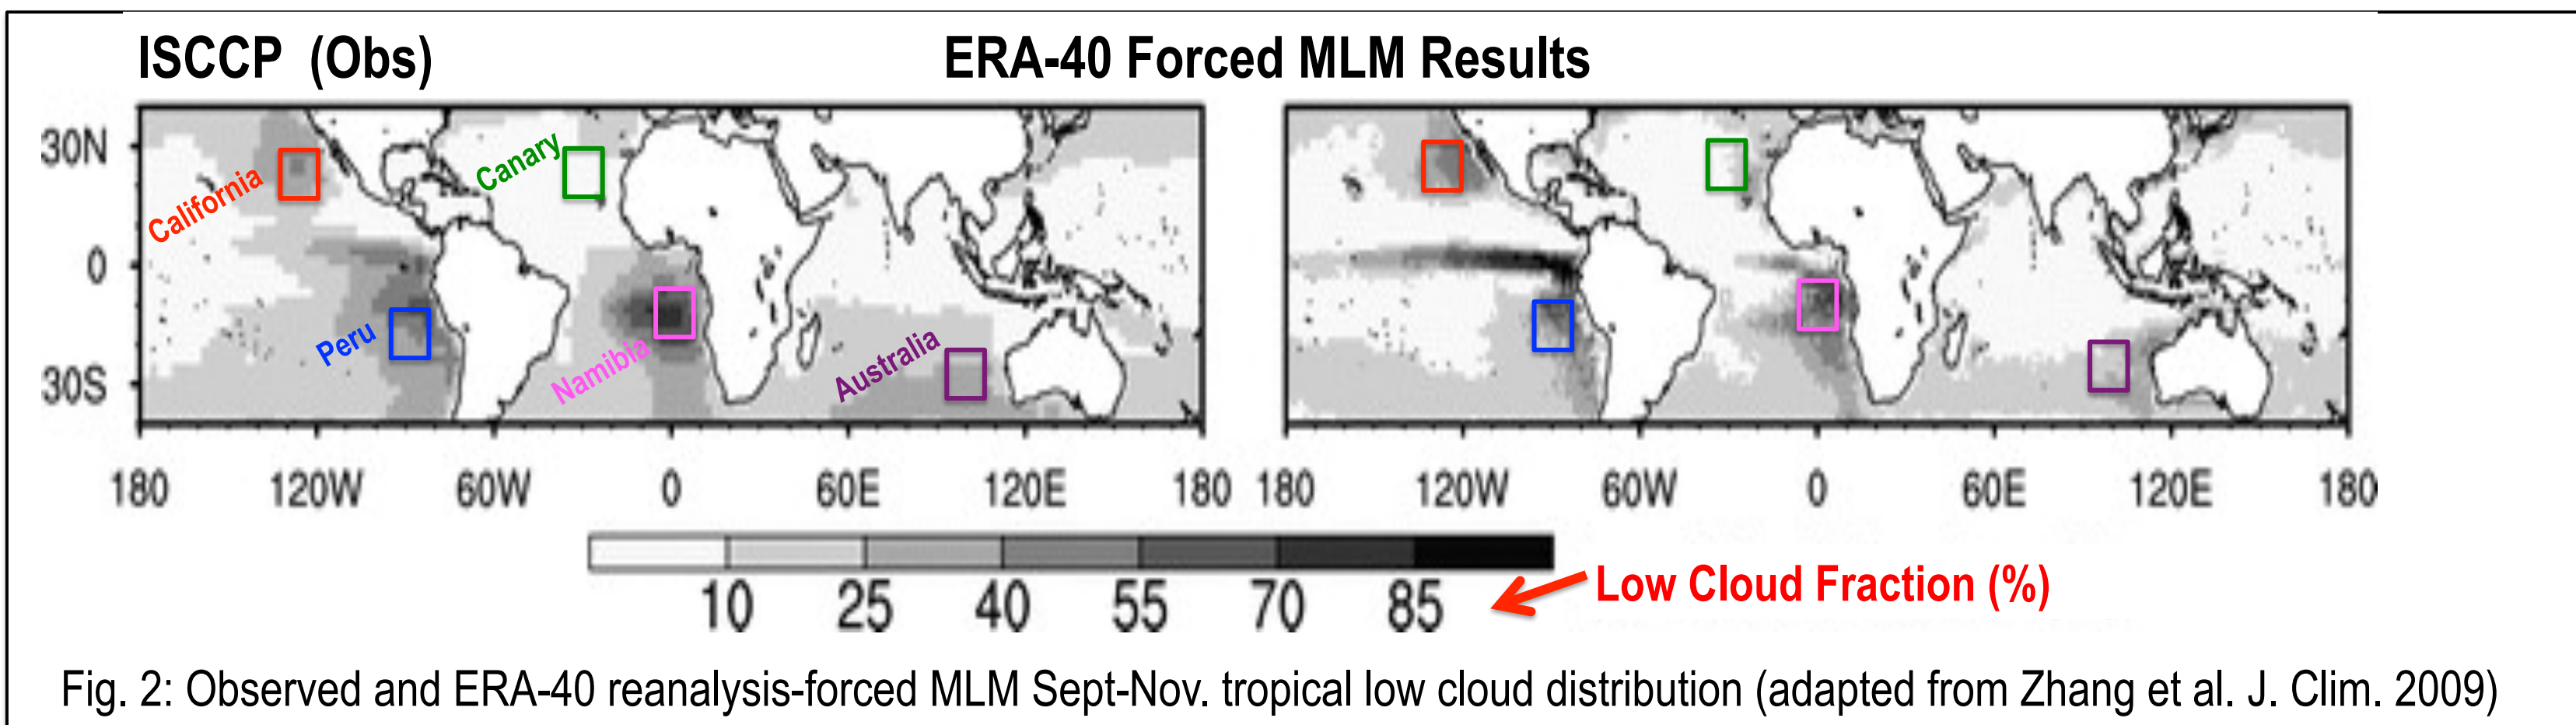 ISCCP (Obs)
ERA-40 Forced MLM Results
30N
0
30S
California
Canary
Peru
Namibia
Australia
180 120W 60W 0 60E 120E 180
180 120W 60W 0 60E 120E 180
10 25 40 55 70 85
Low Cloud Fraction (%)
Fig. 2: Observed and ERA-40 reanalysis-forced MLM Sept-Nov. tropical low cloud distribution (adapted from Zhang et al. J. Clim. 2009)